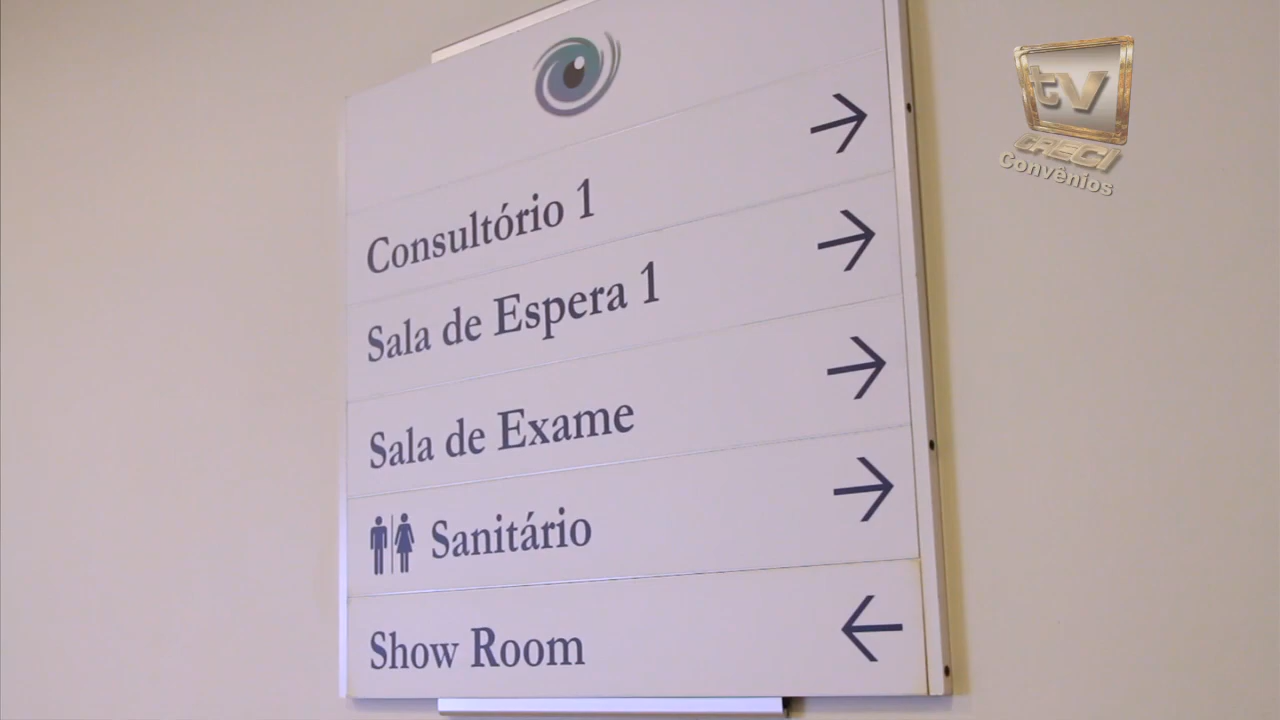 Consultório 1
Sala de Espera 1
Sala de Exame
Sanitário
Show Room
tv
CRECI
Convênios